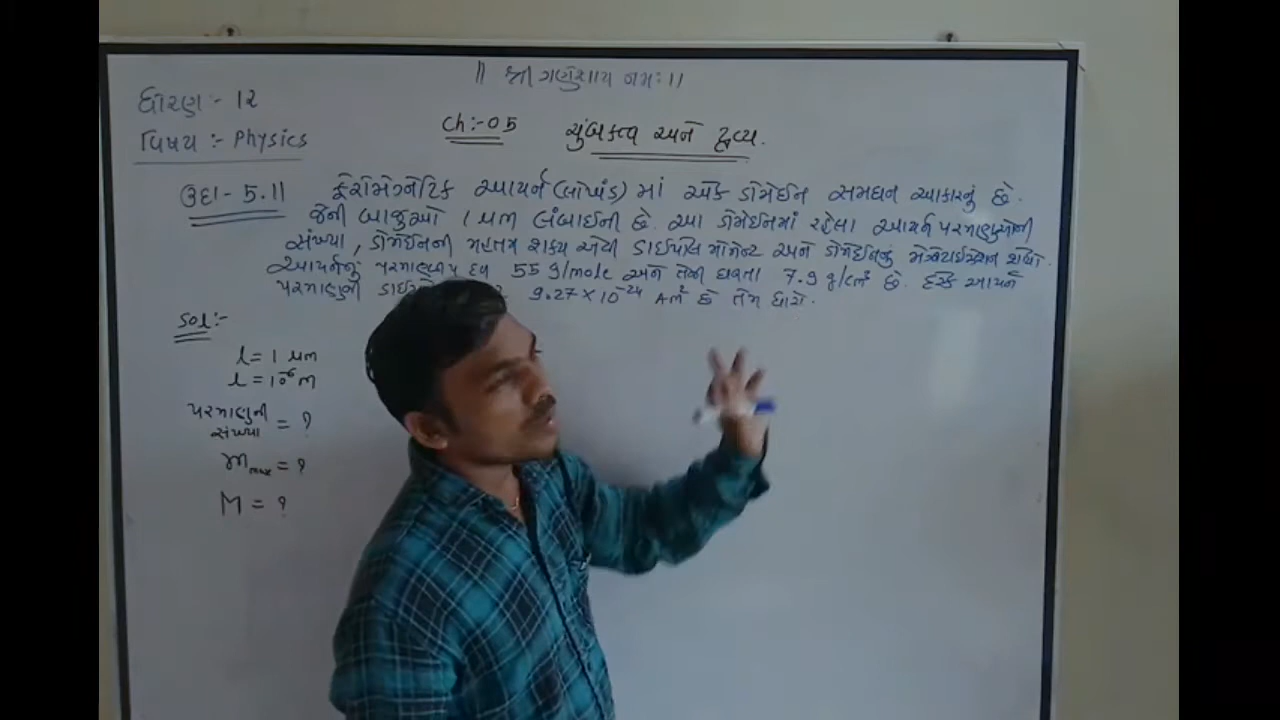 ॥ શ્રી ગણેશાય નમઃ ॥
ધોરણ :- 12
વિષય :- Physics
Ch :- 05 ચુંબકત્વ અને દ્રવ્ય.
ઉદા - 5.11 ફેરોમેગ્નેટિક આયર્ન (લોખંડ) માં એક ડોમેઈન સમઘન આકારનું છે.
જેની બાજુઓ 1 μm લંબાઈની છે. આ ડોમેઈનમાં રહેલા આયર્ન પરમાણુઓની
સંખ્યા, ડોમેઈનની મહત્તમ શક્ય એવી ડાઈપોલ મોમેન્ટ અને ડોમેઈનનું મેગ્નેટાઈઝેશન શોધો.
આયર્નનું પરમાણ્વીય દળ 55 g/mole અને તેની ઘનતા 7.9 g/cm³ છે. દરેક આયર્ન
પરમાણુની 9.27 × 10⁻²⁴ Am² છે તેમ ધારો.
Sol :-
l = 1 μm
l = 10⁻⁶ m
પરમાણુની
સંખ્યા = ?
m max = ?
M = ?